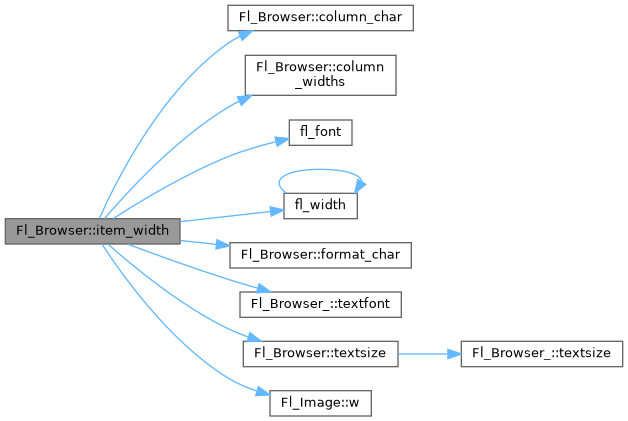 Fl_Browser::column_char
Fl_Browser::column
_widths
fl_font
fl_width
Fl_Browser::item_width
Fl_Browser::format_char
Fl_Browser_::textfont
Fl_Browser::textsize
Fl_Browser_::textsize
Fl_Image::w